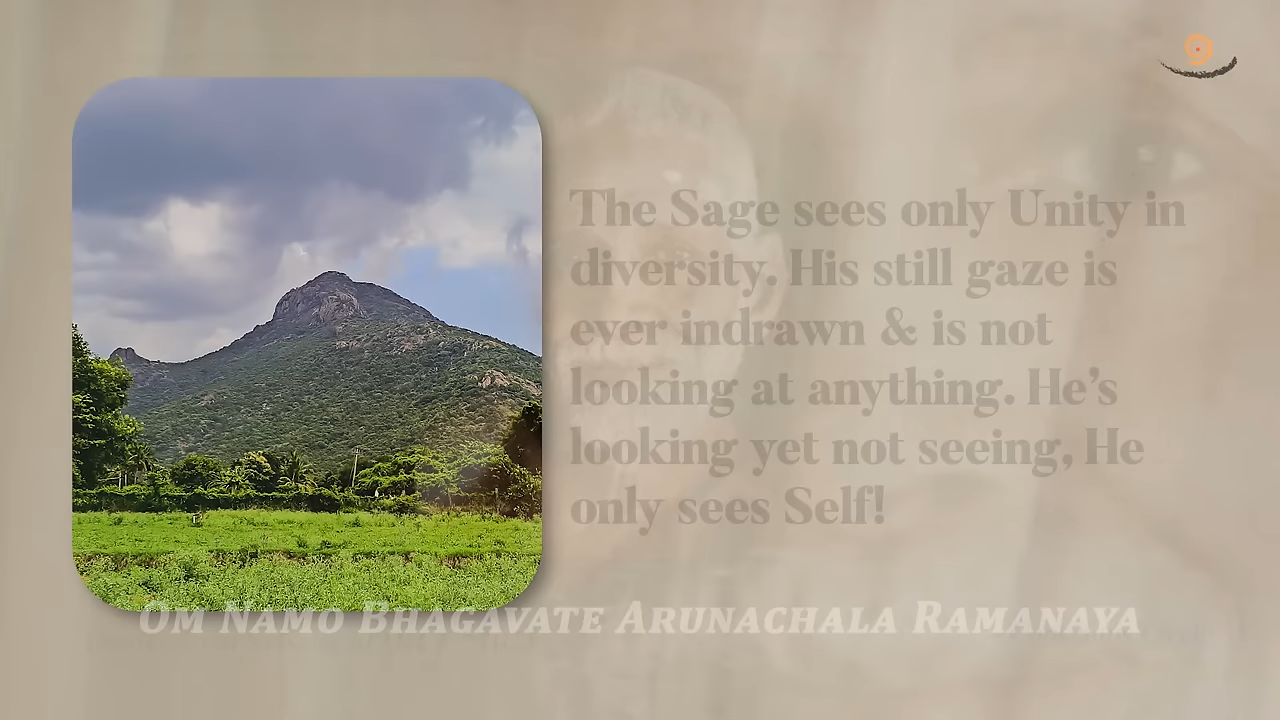 The Sage sees only Unity in
diversity. His still gaze is
ever indrawn & is not
looking at anything. He's
looking yet not seeing, He
only sees Self!
Om Namo Bhagavate Arunachala Ramanaya